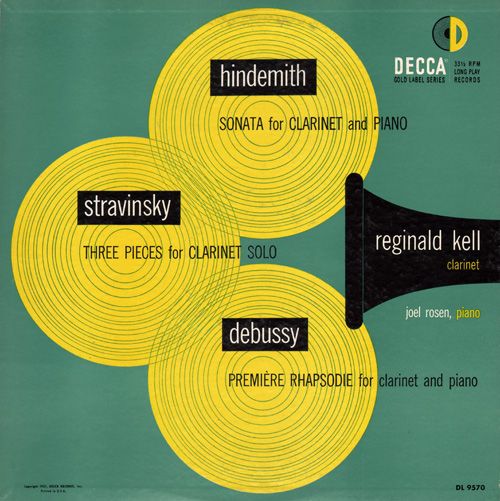 hindemith
SONATA for CLARINET and PIANO
DECCA
GOLD LABEL SERIES
33⅓ RPM
LONG PLAY
RECORDS
stravinsky
THREE PIECES for CLARINET SOLO
reginald kell
clarinet
joel rosen, piano
debussy
PREMIÈRE RHAPSODIE for clarinet and piano
DL 9570